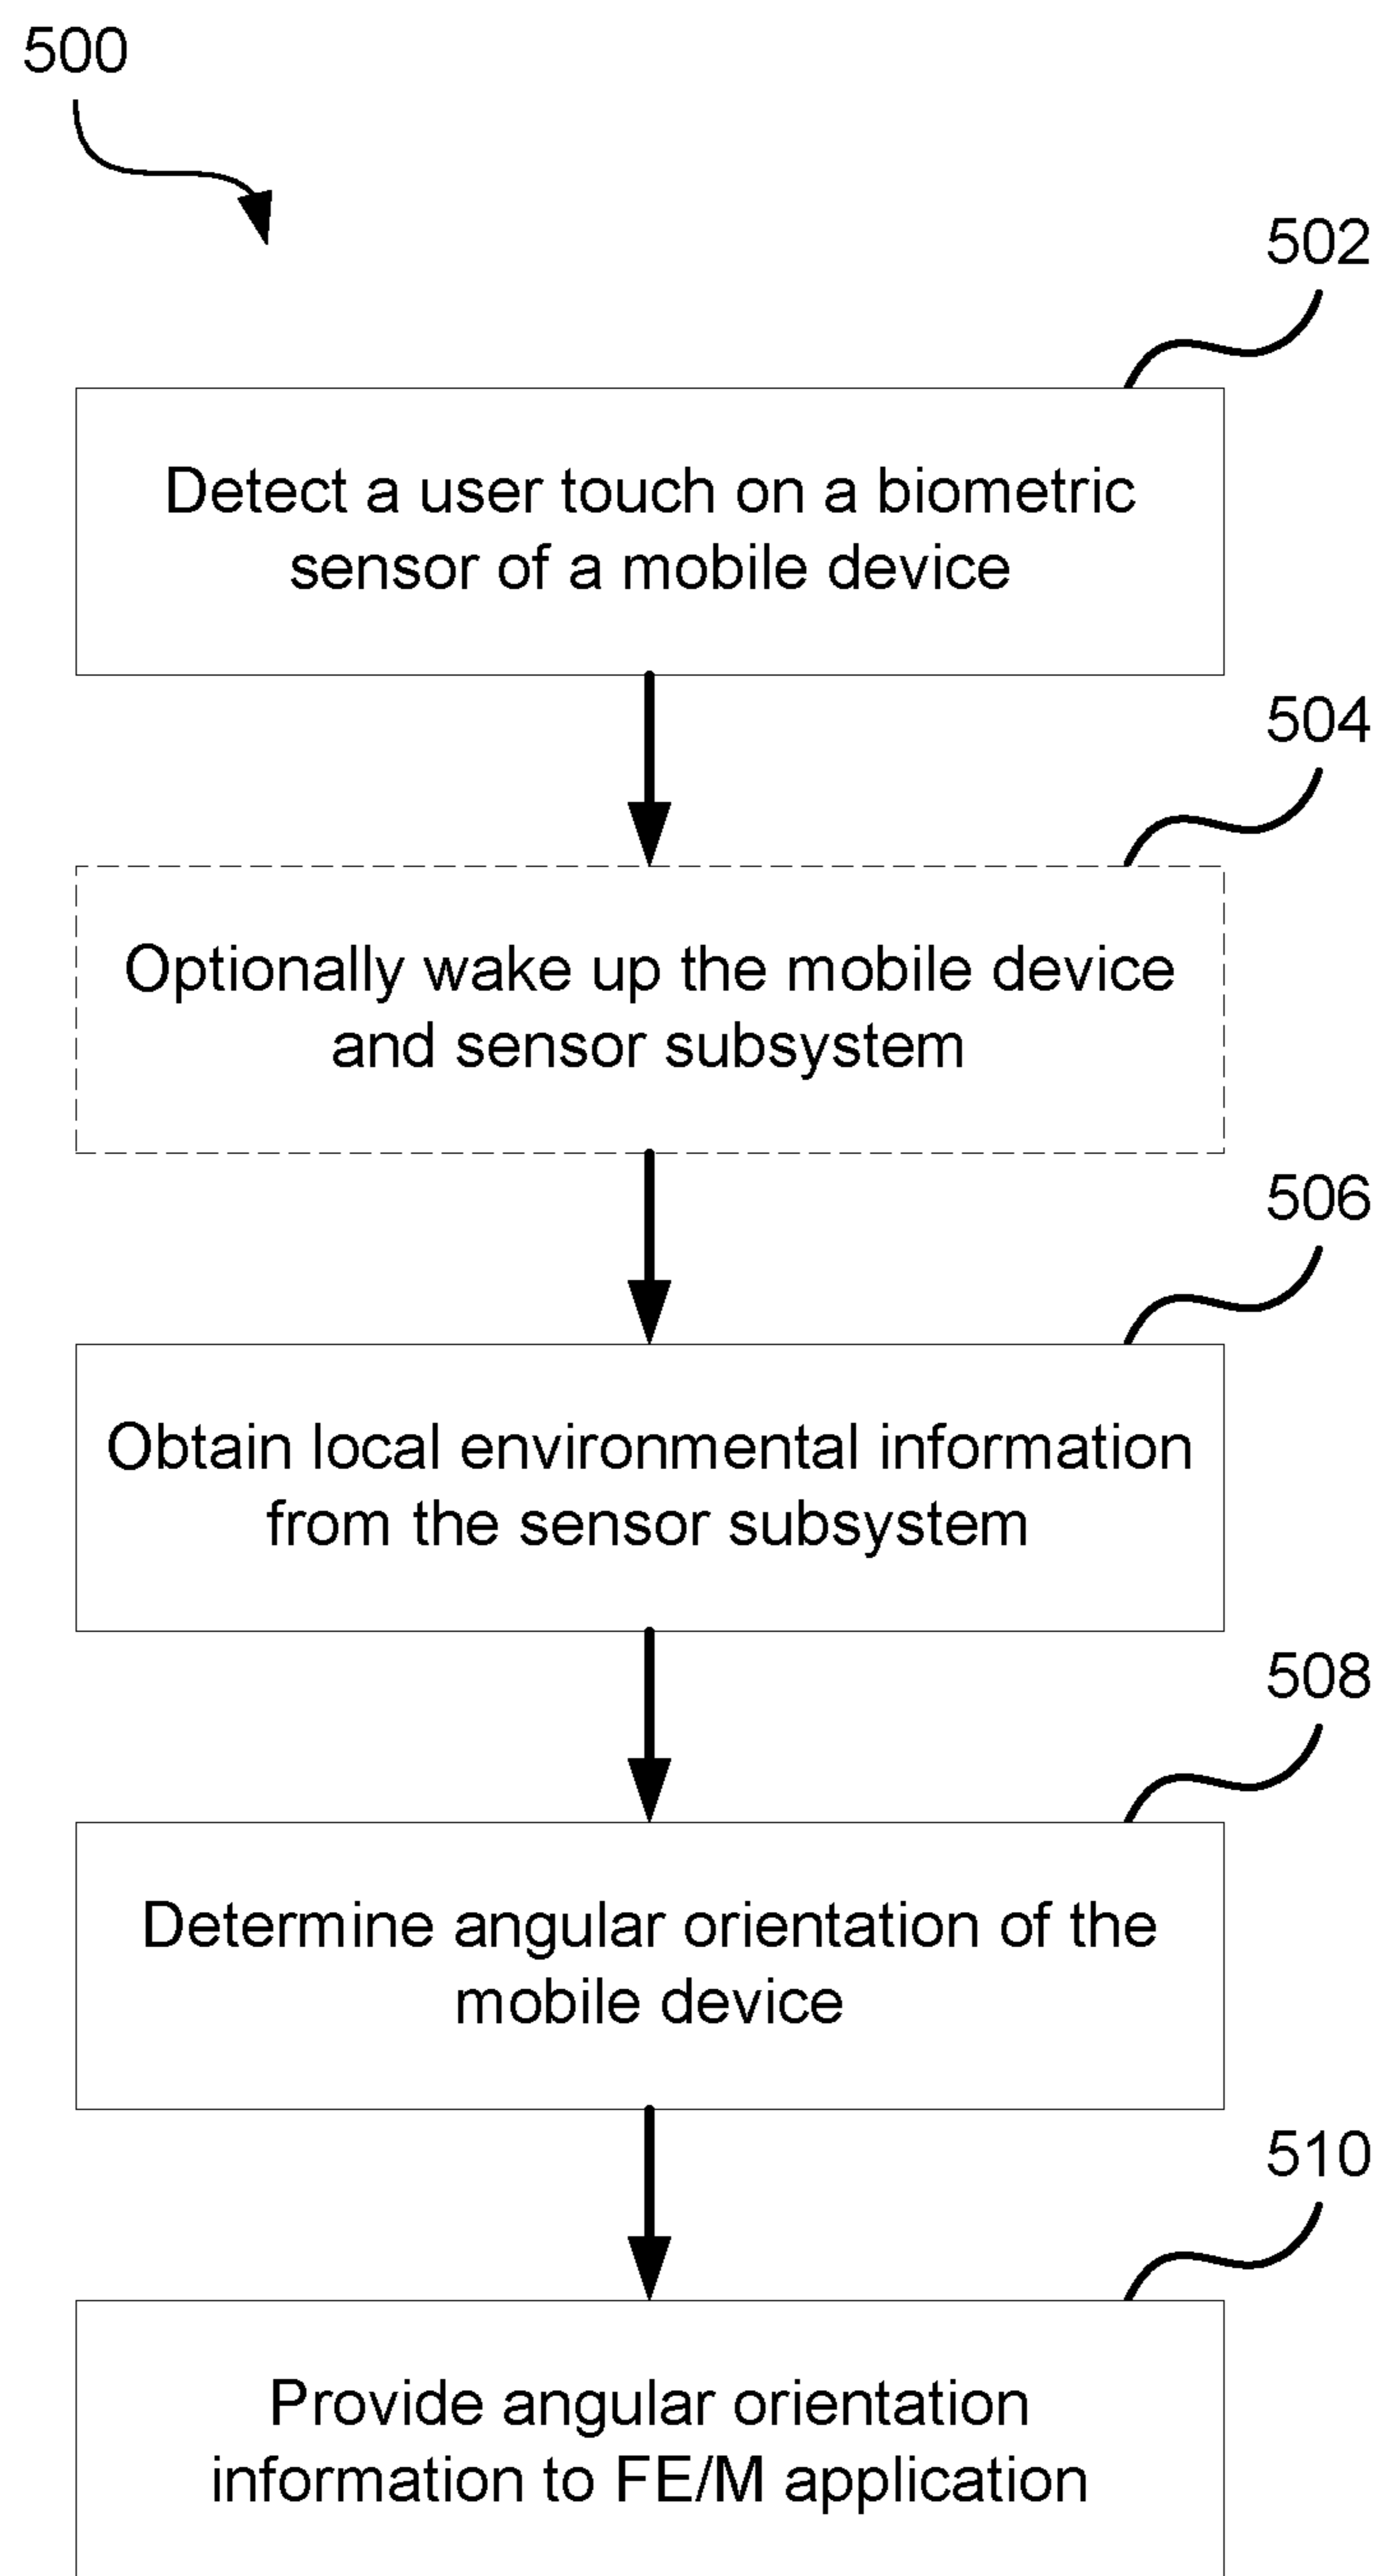 500
502
Detect a user touch on a biometric
sensor of a mobile device
504
Optionally wake up the mobile device
and sensor subsystem
506
Obtain local environmental information
from the sensor subsystem
508
Determine angular orientation of the
mobile device
510
Provide angular orientation
information to FE/M application